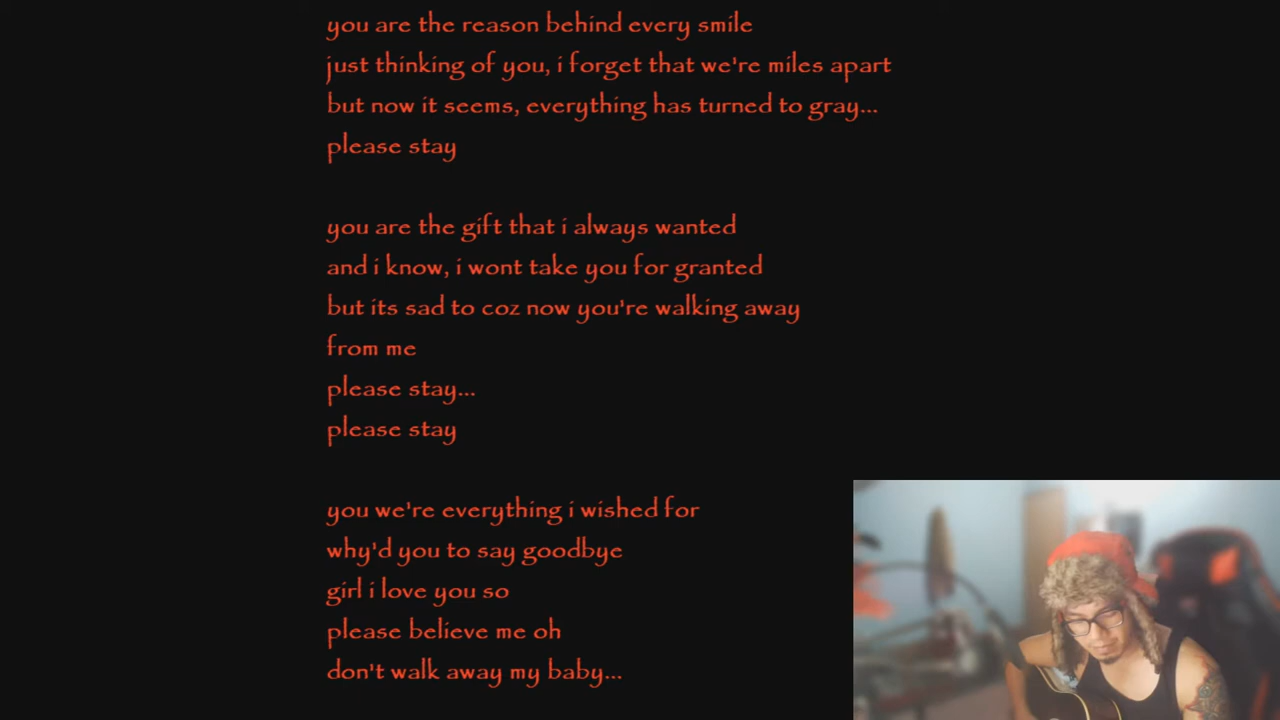 you are the reason behind every smile
just thinking of you, i forget that we're miles apart
but now it seems, everything has turned to gray...
please stay
you are the gift that i always wanted
and i know, i wont take you for granted
but its sad to coz now you're walking away
from me
please stay...
please stay
you we're everything i wished for
why'd you to say goodbye
girl i love you so
please believe me oh
don't walk away my baby...